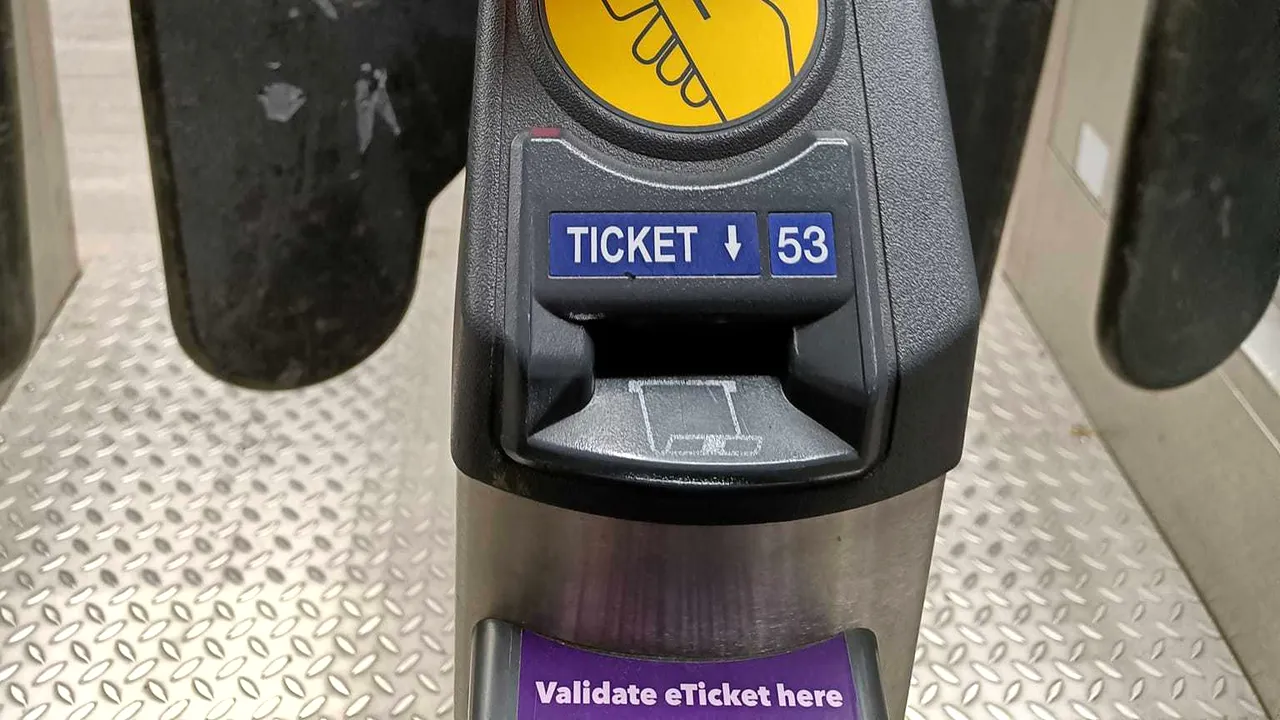 TICKET ↓ 53
Validate eTicket here